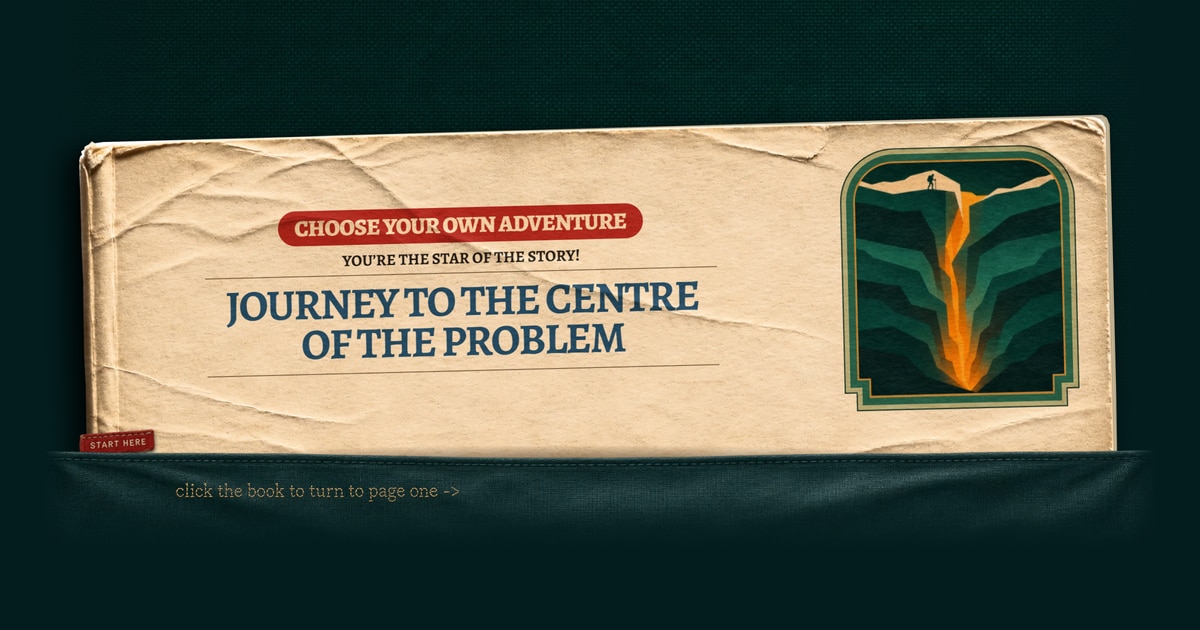 CHOOSE YOUR OWN ADVENTURE
YOU'RE THE STAR OF THE STORY!
JOURNEY TO THE CENTRE
OF THE PROBLEM
START HERE
click the book to turn to page one ->